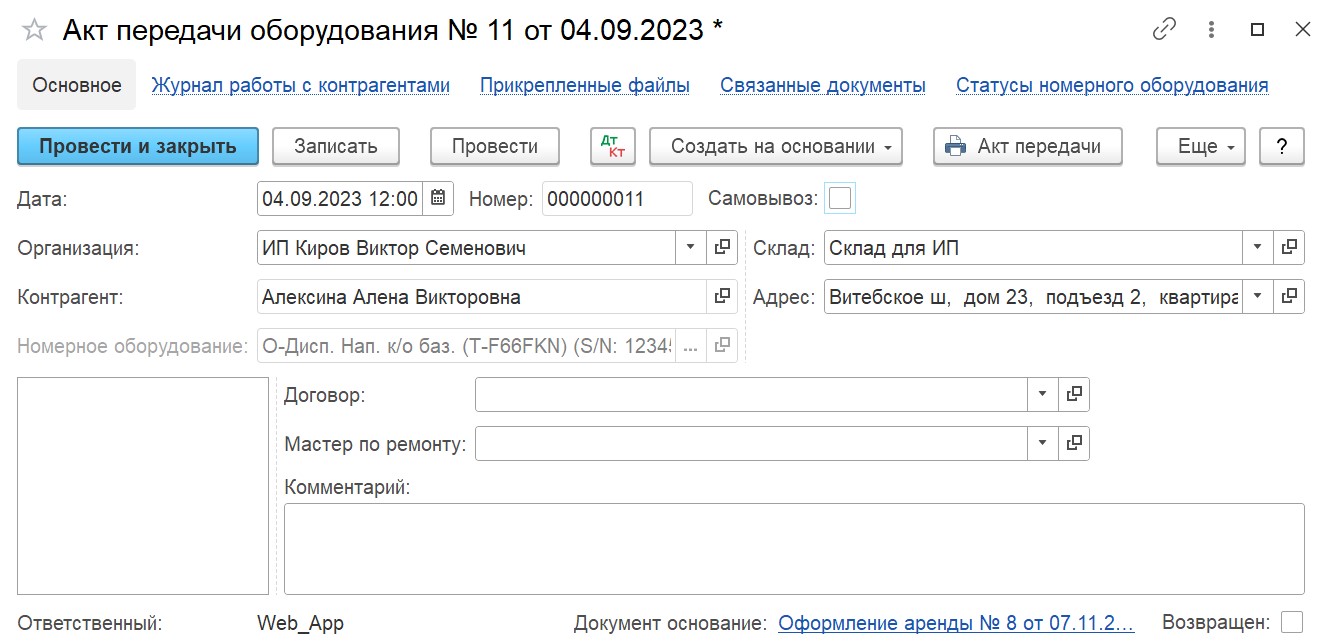 Акт передачи оборудования № 11 от 04.09.2023 *
Основное Журнал работы с контрагентами Прикрепленные файлы Связанные документы Статусы номерного оборудования
Провести и закрыть Записать Провести Дт Кт Создать на основании Акт передачи Еще ?
Дата: 04.09.2023 12:00 Номер: 000000011 Самовывоз:
Организация: ИП Киров Виктор Семенович Склад: Склад для ИП
Контрагент: Алексина Алена Викторовна Адрес: Витебское ш, дом 23, подъезд 2, квартира
Номерное оборудование: О-Дисп. Нап. к/о баз. (T-F66FKN) (S/N: 12345 ...
Договор:
Мастер по ремонту:
Комментарий:
Ответственный: Web_App Документ основание: Оформление аренды № 8 от 07.11.2... Возвращен: